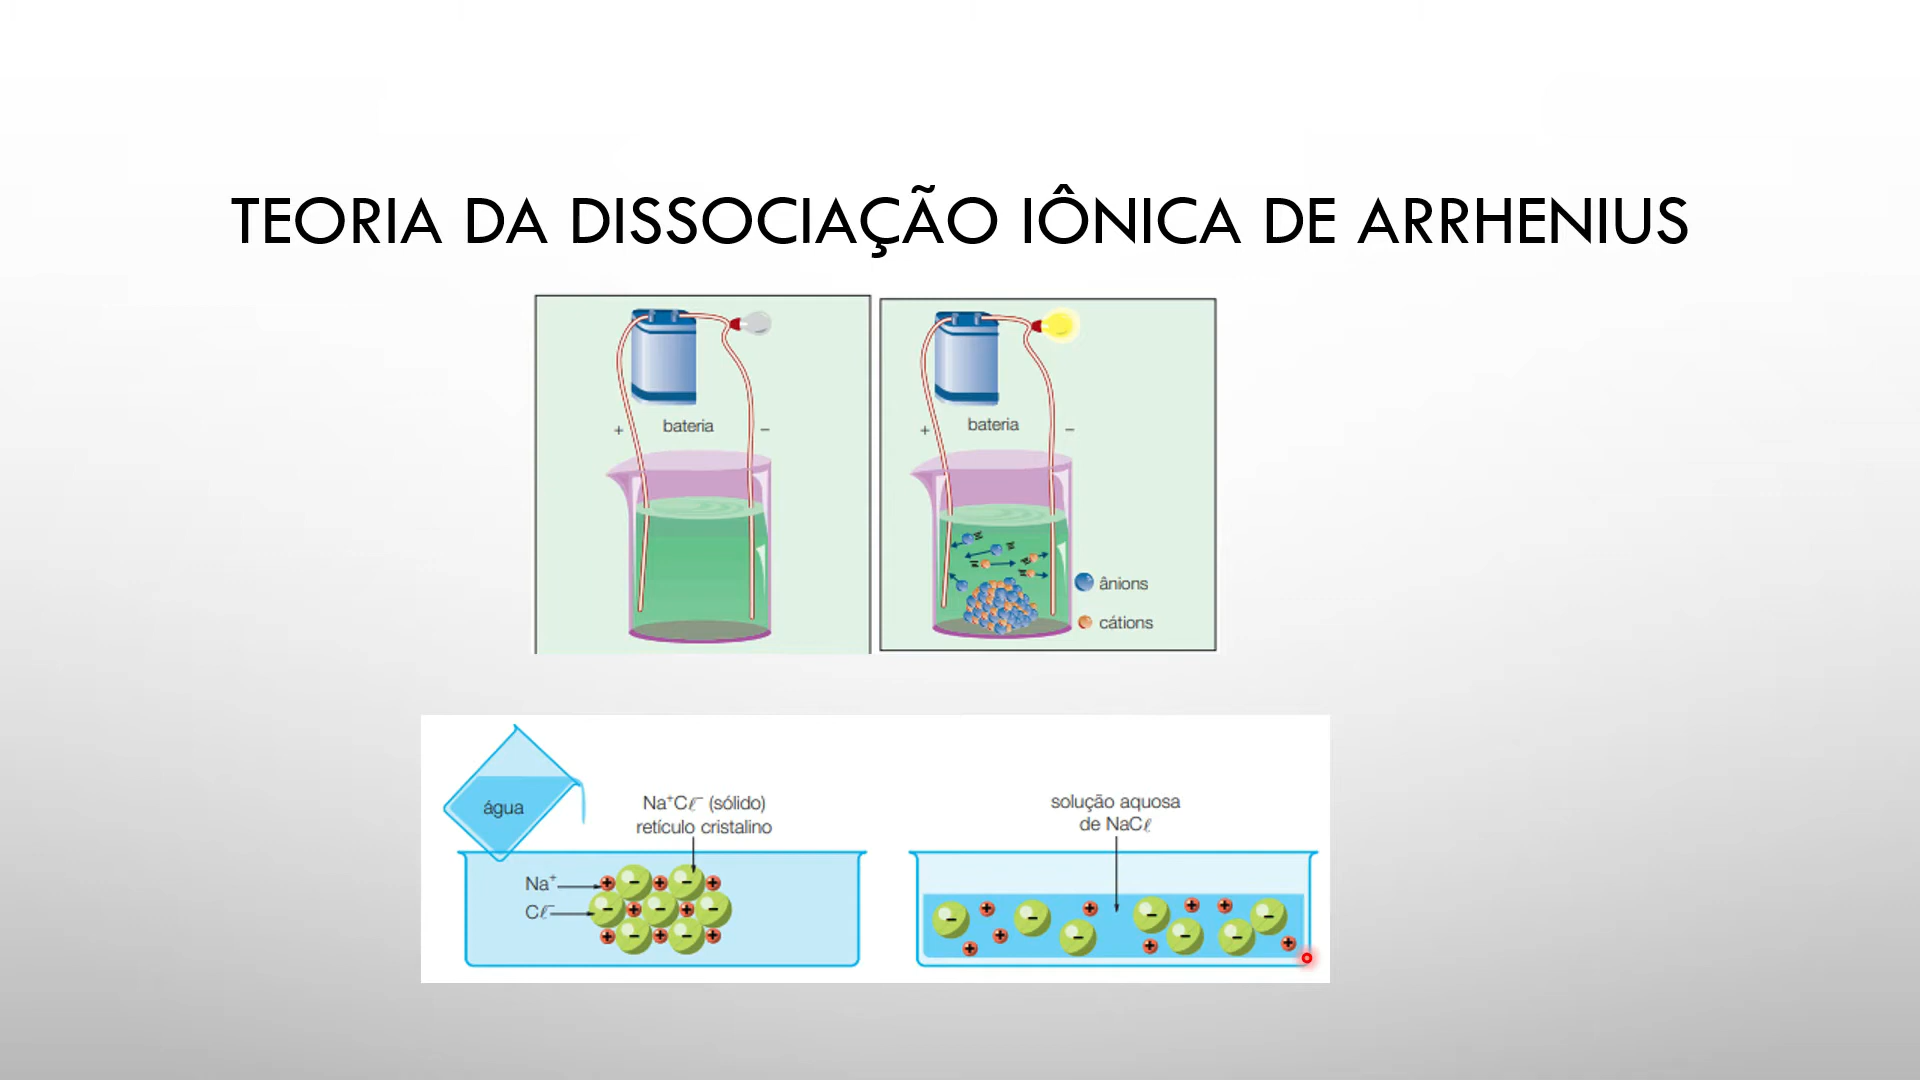 TEORIA DA DISSOCIAÇÃO IÔNICA DE ARRHENIUS
bateria
+ −
bateria
+ −
ânions
cátions
água
Na⁺Cℓ⁻ (sólido)
retículo cristalino
Na⁺
Cℓ⁻
solução aquosa
de NaCℓ